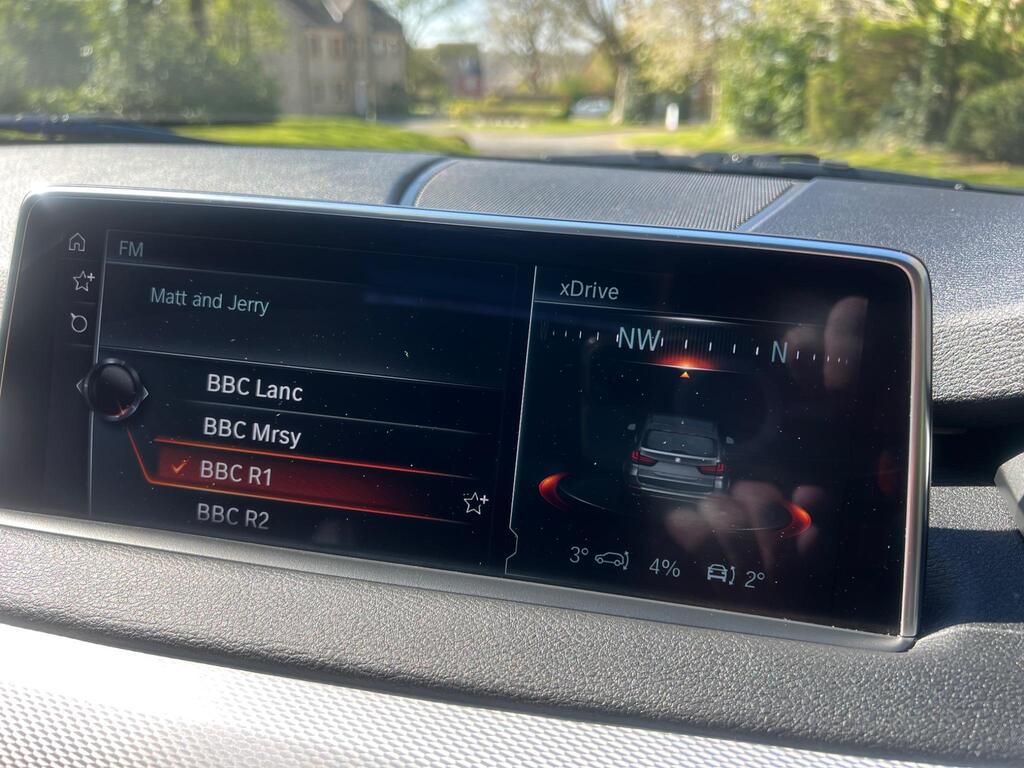 FM
Matt and Jerry
BBC Lanc
BBC Mrsy
BBC R1
BBC R2
xDrive
NW N
3° 4% 2°